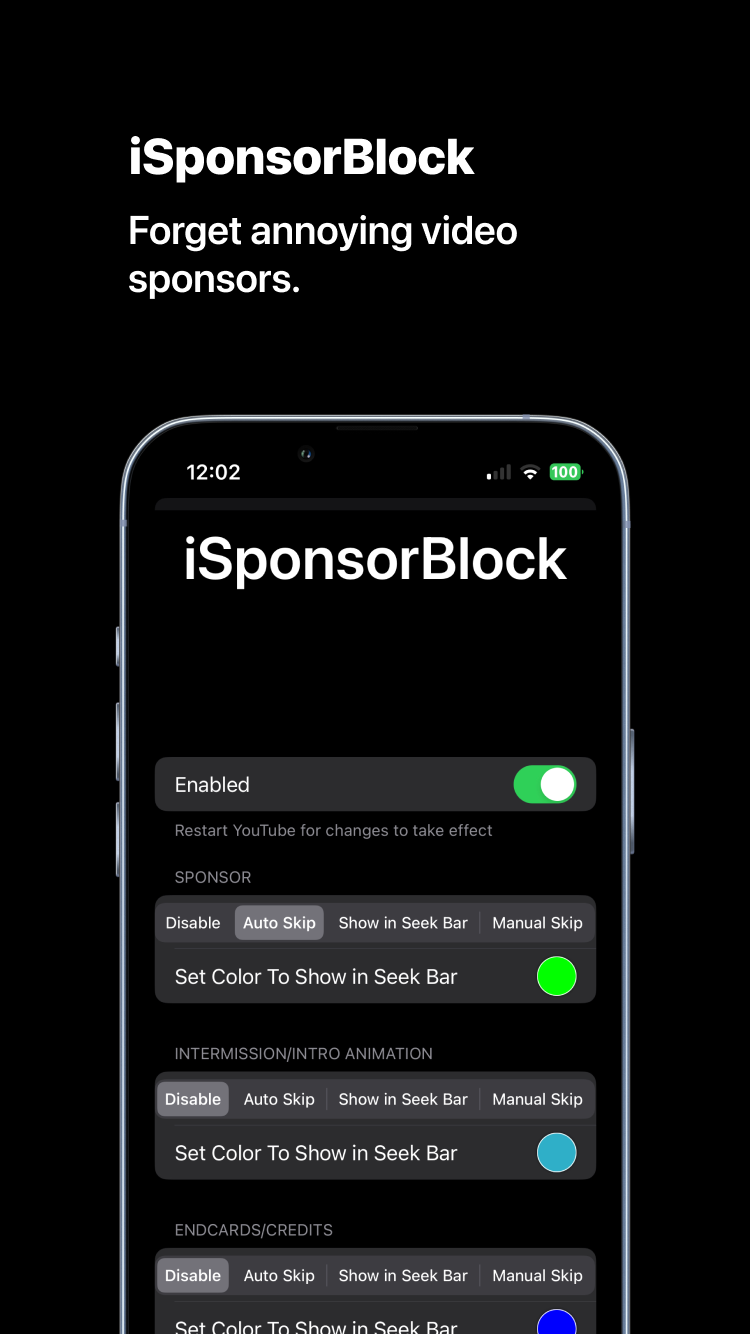 iSponsorBlock
Forget annoying video
sponsors.
12:02
100
iSponsorBlock
Enabled
Restart YouTube for changes to take effect
SPONSOR
Disable Auto Skip Show in Seek Bar Manual Skip
Set Color To Show in Seek Bar
INTERMISSION/INTRO ANIMATION
Disable Auto Skip Show in Seek Bar Manual Skip
Set Color To Show in Seek Bar
ENDCARDS/CREDITS
Disable Auto Skip Show in Seek Bar Manual Skip
Set Color To Show in Seek Bar